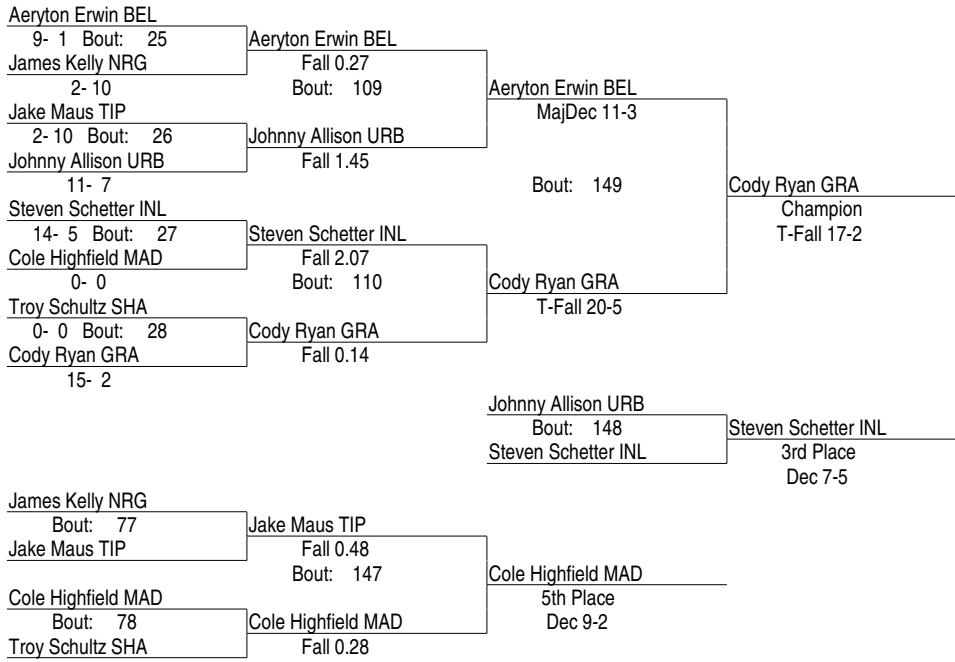 Aeryton Erwin BEL
9- 1 Bout: 25
James Kelly NRG
2- 10
Jake Maus TIP
2- 10 Bout: 26
Johnny Allison URB
11- 7
Steven Schetter INL
14- 5 Bout: 27
Cole Highfield MAD
0- 0
Troy Schultz SHA
0- 0 Bout: 28
Cody Ryan GRA
15- 2
Aeryton Erwin BEL
Fall 0.27
Bout: 109
Johnny Allison URB
Fall 1.45
Steven Schetter INL
Fall 2.07
Bout: 110
Cody Ryan GRA
Fall 0.14
Aeryton Erwin BEL
MajDec 11-3
Bout: 149
Cody Ryan GRA
T-Fall 20-5
Cody Ryan GRA
Champion
T-Fall 17-2
Johnny Allison URB
Bout: 148
Steven Schetter INL
Steven Schetter INL
3rd Place
Dec 7-5
James Kelly NRG
Bout: 77
Jake Maus TIP
Cole Highfield MAD
Bout: 78
Troy Schultz SHA
Jake Maus TIP
Fall 0.48
Bout: 147
Cole Highfield MAD
Fall 0.28
Cole Highfield MAD
5th Place
Dec 9-2